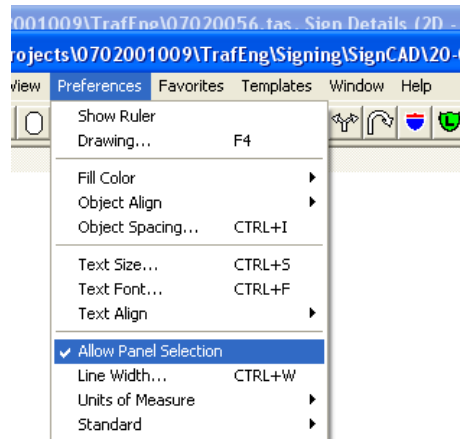 2001009\TrafEng\07020056.tas, Sign Details (2D -
rojects\0702001009\TrafEng\Signing\SignCAD\20-
View Preferences Favorites Templates Window Help
Show Ruler
Drawing... F4
Fill Color
Object Align
Object Spacing... CTRL+I
Text Size... CTRL+S
Text Font... CTRL+F
Text Align
Allow Panel Selection
Line Width... CTRL+W
Units of Measure
Standard